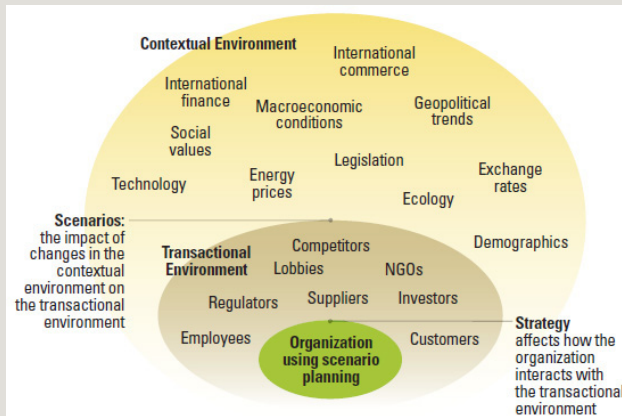 Contextual Environment
International
commerce
International
finance
Macroeconomic
conditions
Geopolitical
trends
Social
values
Legislation
Technology
Energy
prices
Exchange
rates
Ecology
Demographics
Scenarios:
the impact of
changes in the
contextual
environment on
the transactional
environment
Transactional
Environment
Competitors
Lobbies
NGOs
Regulators
Suppliers
Investors
Employees
Customers
Organization
using scenario
planning
Strategy
affects how the
organization
interacts with
the transactional
environment